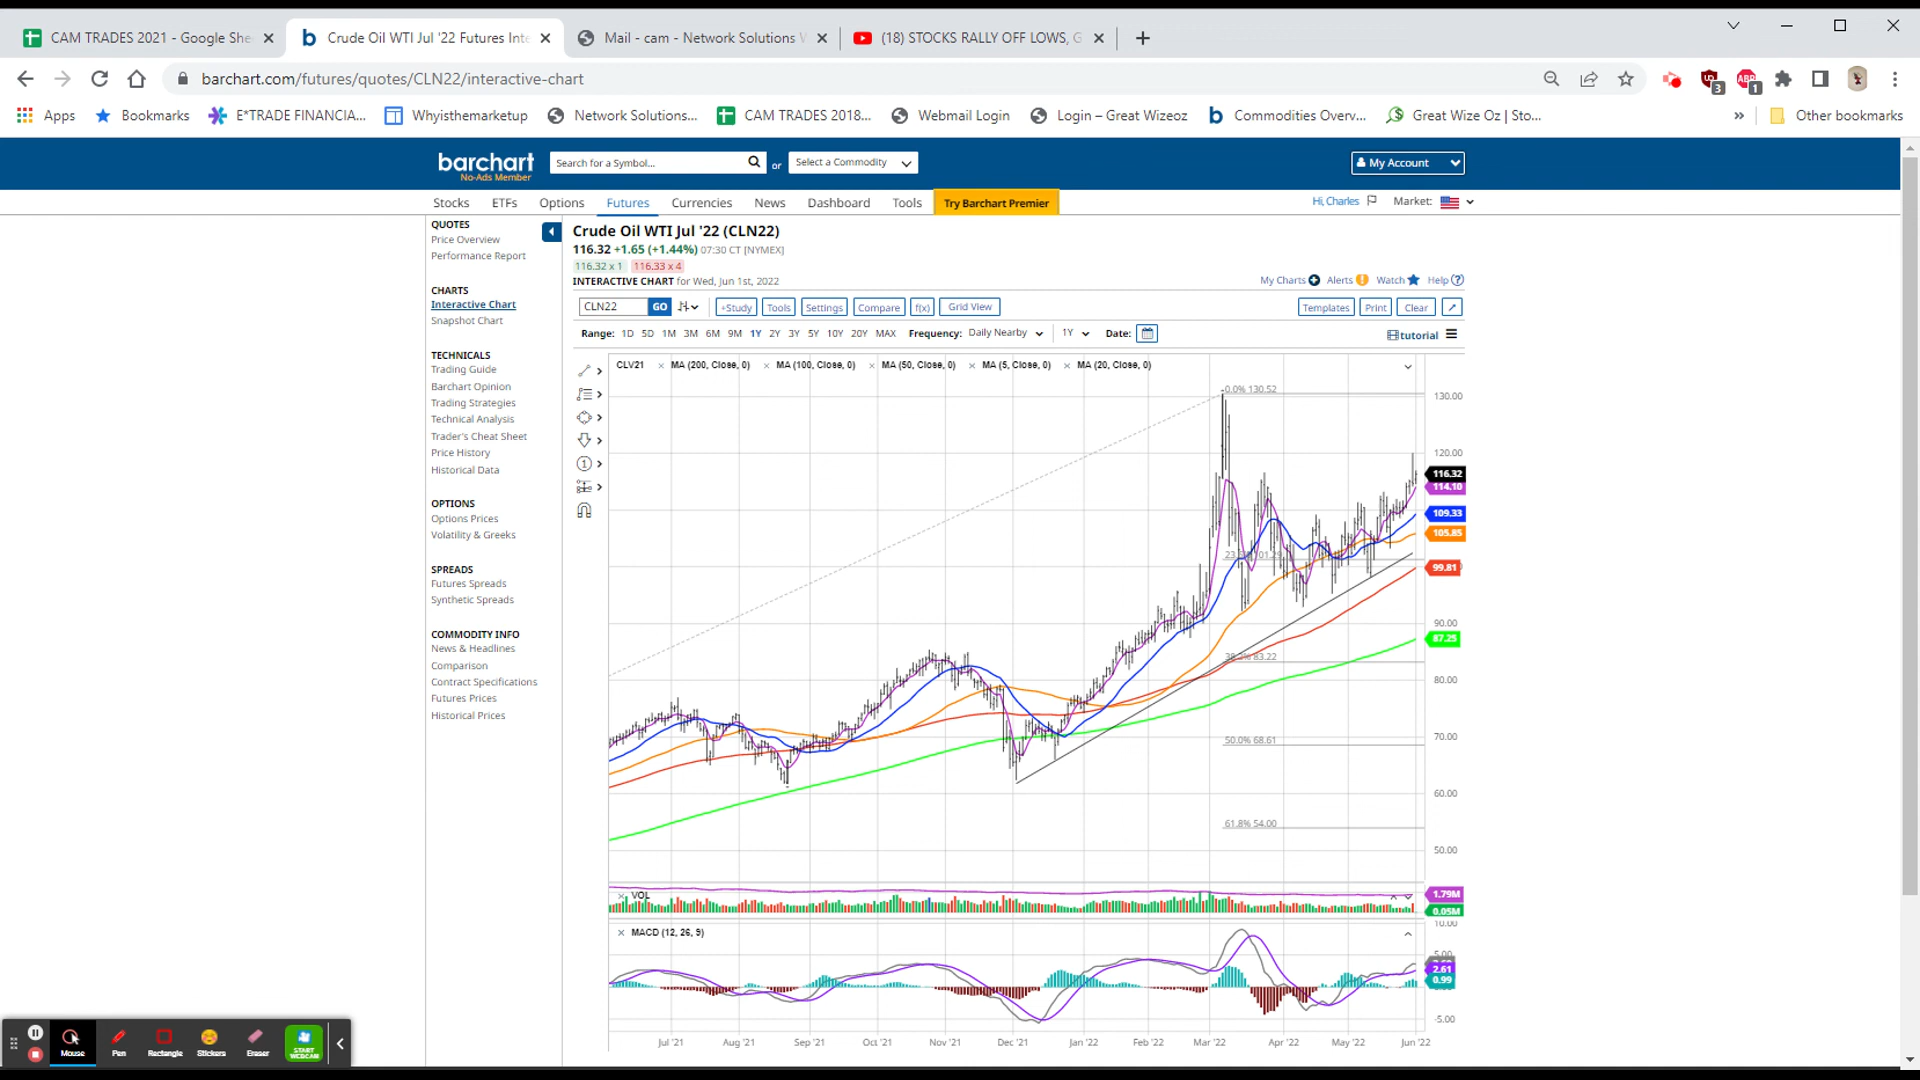 CAM TRADES 2021 - Google She
Crude Oil WTI Jul '22 Futures Inte
Mail - cam - Network Solutions W
(18) STOCKS RALLY OFF LOWS, G
barchart.com/futures/quotes/CLN22/interactive-chart
3
1
Apps
Bookmarks
E*TRADE FINANCIA...
Whyisthemarketup
Network Solutions...
CAM TRADES 2018...
Webmail Login
Login – Great Wizeoz
Commodities Overv...
Great Wize Oz | Sto...
»
Other bookmarks
barchart
No-Ads Member
Search for a Symbol...
or
Select a Commodity
My Account
Stocks
ETFs
Options
Futures
Currencies
News
Dashboard
Tools
Try Barchart Premier
Hi, Charles
Market:
QUOTES
Price Overview
Performance Report
CHARTS
Interactive Chart
Snapshot Chart
TECHNICALS
Trading Guide
Barchart Opinion
Trading Strategies
Technical Analysis
Trader's Cheat Sheet
Price History
Historical Data
OPTIONS
Options Prices
Volatility & Greeks
SPREADS
Futures Spreads
Synthetic Spreads
COMMODITY INFO
News & Headlines
Comparison
Contract Specifications
Futures Prices
Historical Prices
Crude Oil WTI Jul '22 (CLN22)
116.32 +1.65 (+1.44%) 07:30 CT [NYMEX]
116.32 x 1 116.33 x 4
INTERACTIVE CHART for Wed, Jun 1st, 2022
My Charts
Alerts
Watch
Help
CLN22
GO
+Study
Tools
Settings
Compare
f(x)
Grid View
Templates
Print
Clear
Range: 1D 5D 1M 3M 6M 9M 1Y 2Y 3Y 5Y 10Y 20Y MAX
Frequency: Daily Nearby
1Y
Date:
tutorial
CLV21
MA (200, Close, 0)
MA (100, Close, 0)
MA (50, Close, 0)
MA (5, Close, 0)
MA (20, Close, 0)
0.0% 130.52
50.0% 68.61
61.8% 54.00
130.00
120.00
116.32
114.10
109.33
105.85
99.81
90.00
87.25
80.00
70.00
60.00
50.00
VOL
1.79M
0.05M
MACD (12, 26, 9)
10.00
2.61
0.99
-5.00
Jul '21
Aug '21
Sep '21
Oct '21
Nov '21
Dec '21
Jan '22
Feb '22
Mar '22
Apr '22
May '22
Jun '22
Mouse
Pen
Rectangle
Stickers
Eraser
START WEBCAM